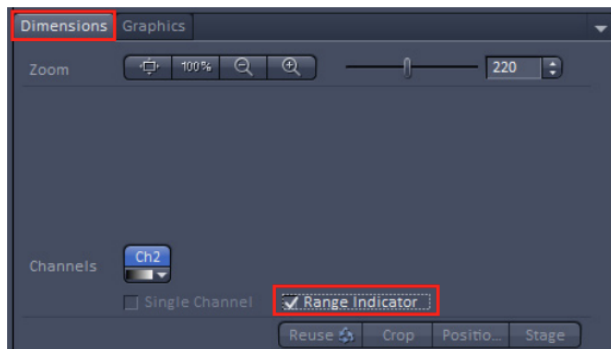 Dimensions Graphics
Zoom 100% 220
Channels Ch2
Single Channel Range Indicator
Reuse Crop Positio... Stage